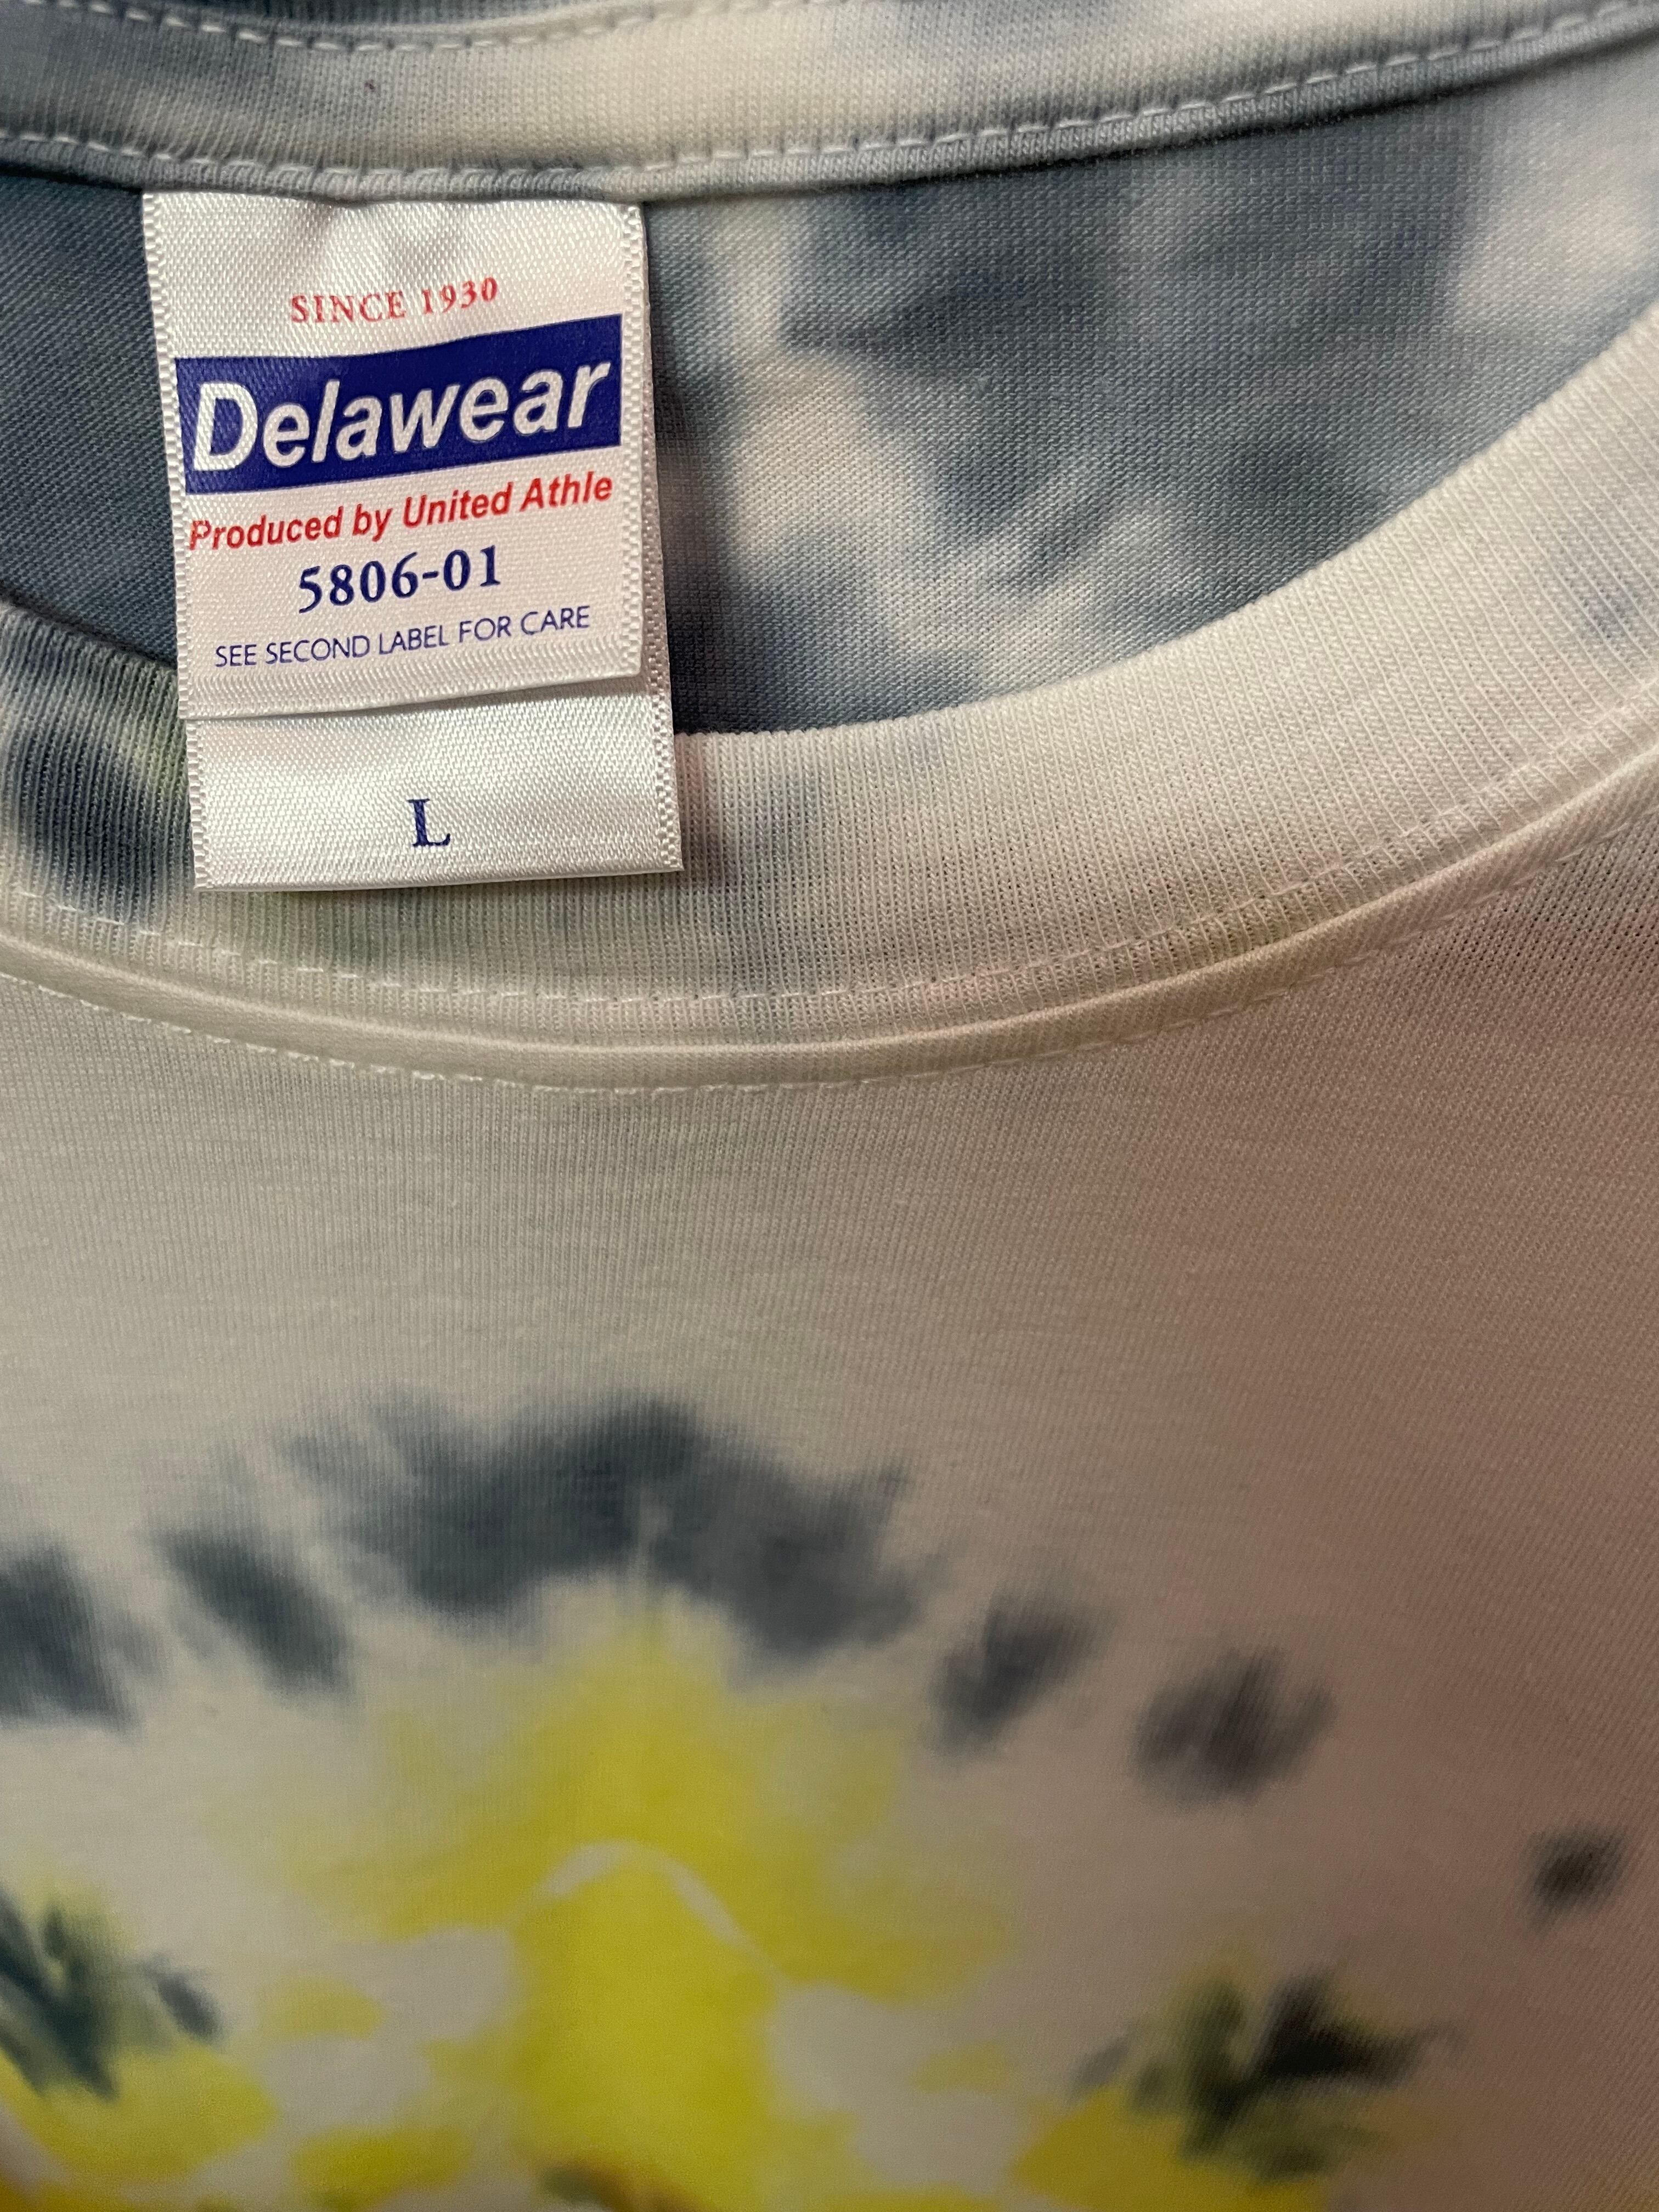 SINCE 1930
Delawear
Produced by United Athle
5806-01
SEE SECOND LABEL FOR CARE
L